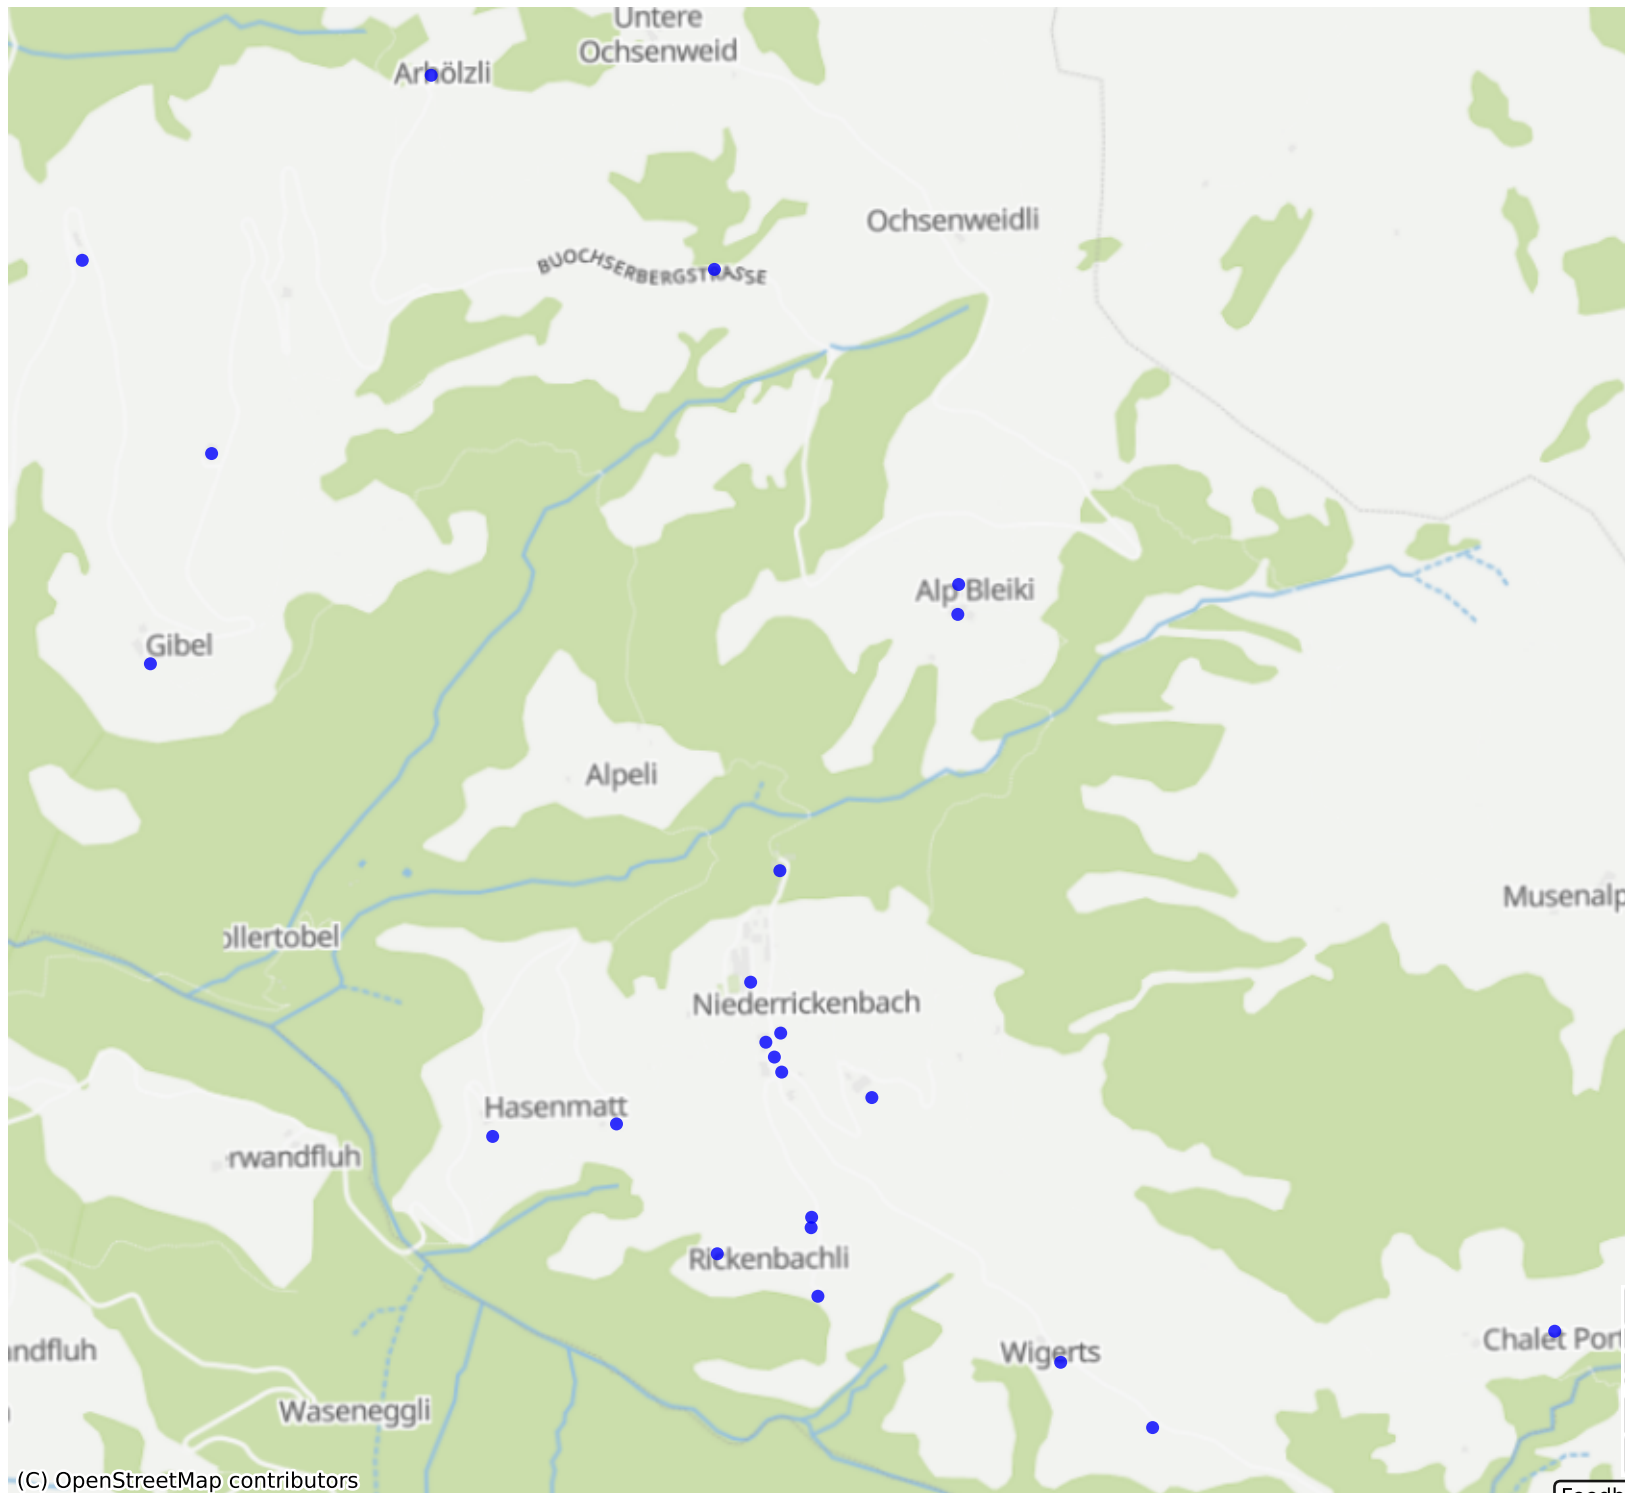 Untere
Ochsenweid
Arhölzli
Ochsenweidli
BUOCHSERBERGSTRASSE
Alp Bleiki
Gibel
Alpeli
Musenalp
ollertobel
Niederrickenbach
Hasenmatt
rwandfluh
Rickenbachli
Chalet Port
andfluh
Wigerts
Waseneggli
(C) OpenStreetMap contributors